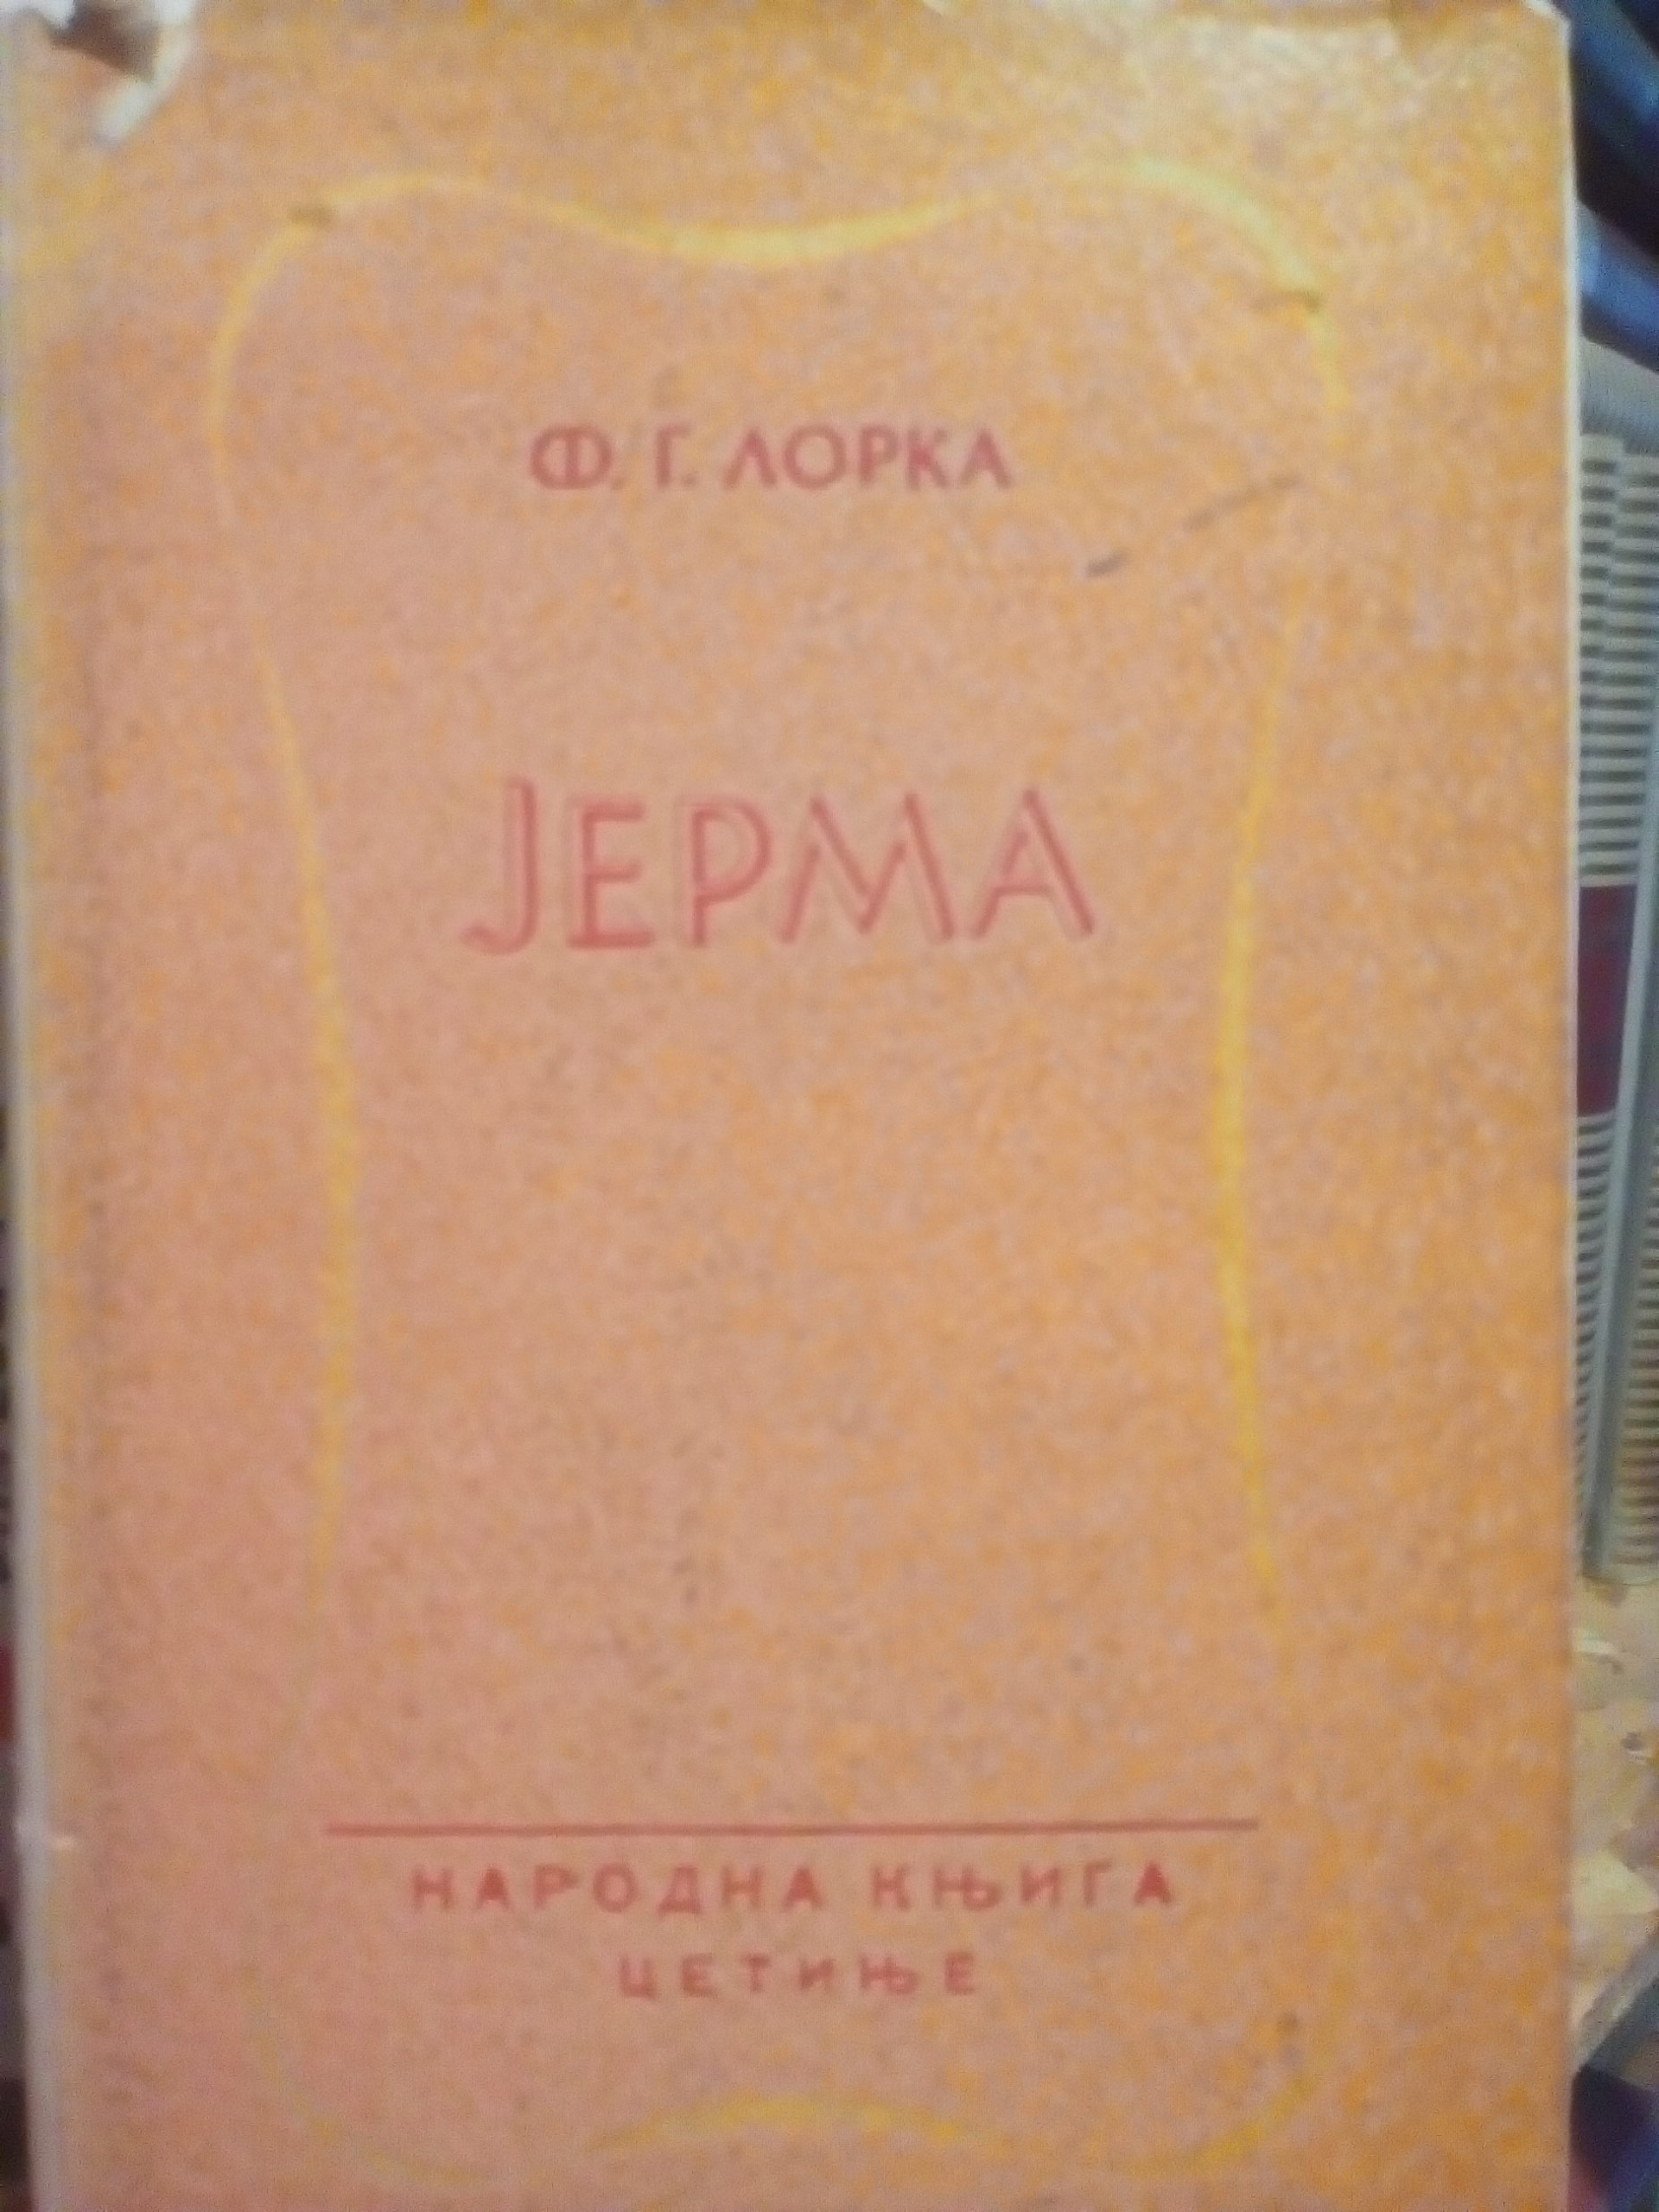 Ф. Г. ЛОРКА
ЈЕРМА
НАРОДНА КЊИГА
ЦЕТИЊЕ